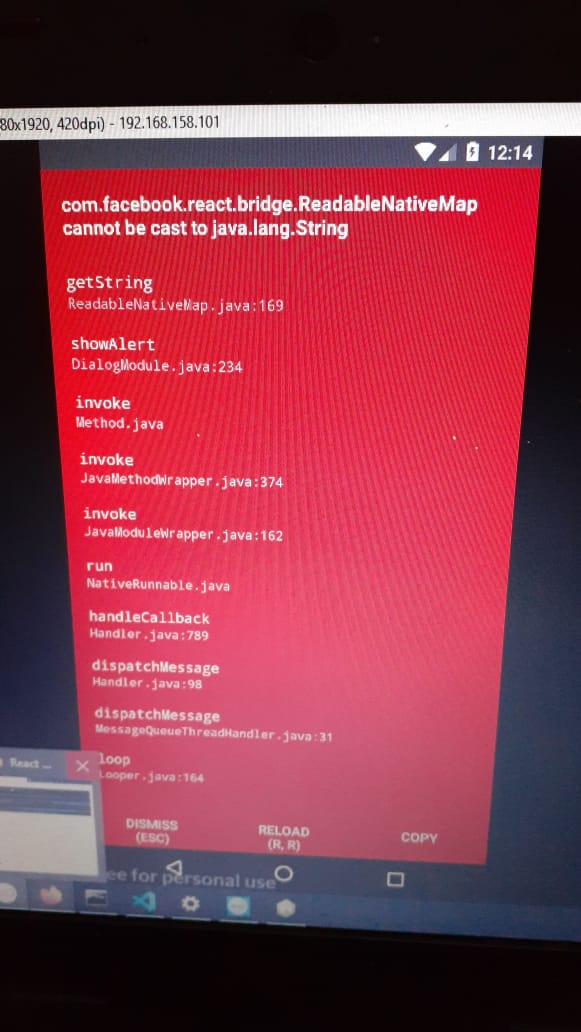 80x1920, 420dpi) - 192.168.158.101
12:14
com.facebook.react.bridge.ReadableNativeMap
cannot be cast to java.lang.String
getString
ReadableNativeMap.java:169
showAlert
DialogModule.java:234
invoke
Method.java
invoke
JavaMethodWrapper.java:374
invoke
JavaModuleWrapper.java:162
run
NativeRunnable.java
handleCallback
Handler.java:789
dispatchMessage
Handler.java:98
dispatchMessage
MessageQueueThreadHandler.java:31
React ...
loop
Looper.java:164
DISMISS
(ESC)
RELOAD
(R, R)
COPY
ee for personal use